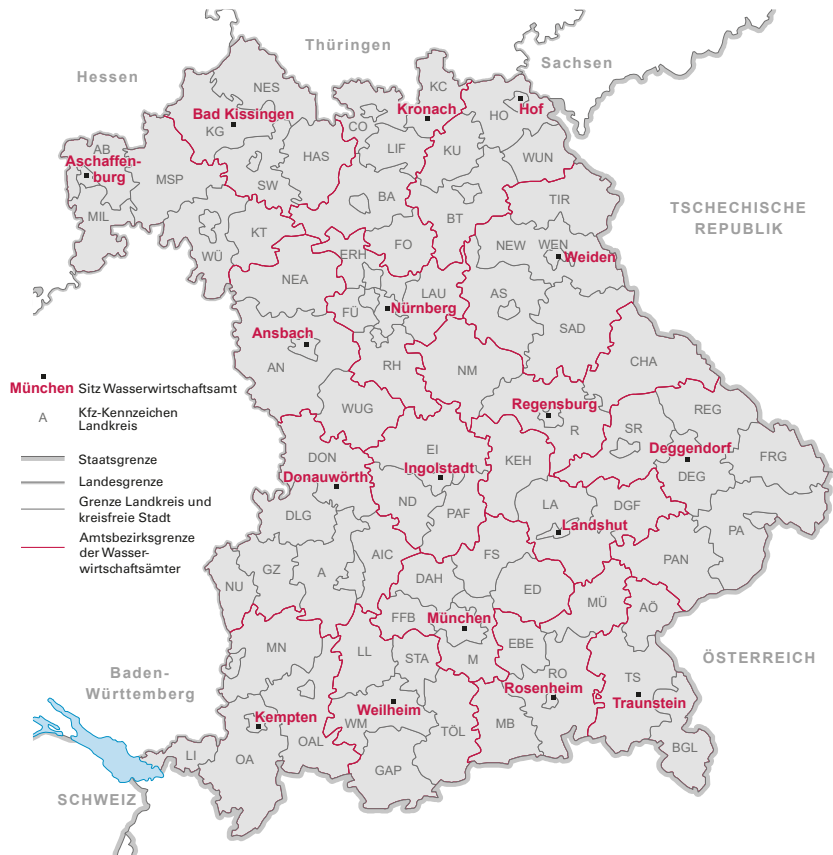 Thüringen
Hessen
Sachsen
NES
KC
Bad Kissingen
Kronach
Hof
HO
KG
CO
AB
LIF
KU
HAS
WUN
Aschaffen-
burg
MSP
SW
BA
TIR
MIL
BT
TSCHECHISCHE
REPUBLIK
KT
WÜ
FO
NEW
WEN
ERH
Weiden
NEA
LAU
AS
FÜ
Nürnberg
SAD
Ansbach
CHA
AN
RH
NM
München Sitz Wasserwirtschaftsamt
A
Kfz-Kennzeichen
Landkreis
WUG
Regensburg
REG
R
SR
Staatsgrenze
Landesgrenze
Grenze Landkreis und
kreisfreie Stadt
Amtsbezirksgrenze
der Wasser-
wirtschaftsämter
DON
EI
Deggendorf
Donauwörth
Ingolstadt
KEH
FRG
DEG
ND
LA
DGF
DLG
PAF
Landshut
PA
AIC
FS
PAN
GZ
A
DAH
NU
ED
MÜ
AÖ
FFB
München
MN
LL
STA
M
EBE
RO
ÖSTERREICH
Baden-
Württemberg
TS
Rosenheim
Traunstein
Kempten
WM
Weilheim
TÖL
MB
OAL
LI
OA
GAP
BGL
SCHWEIZ